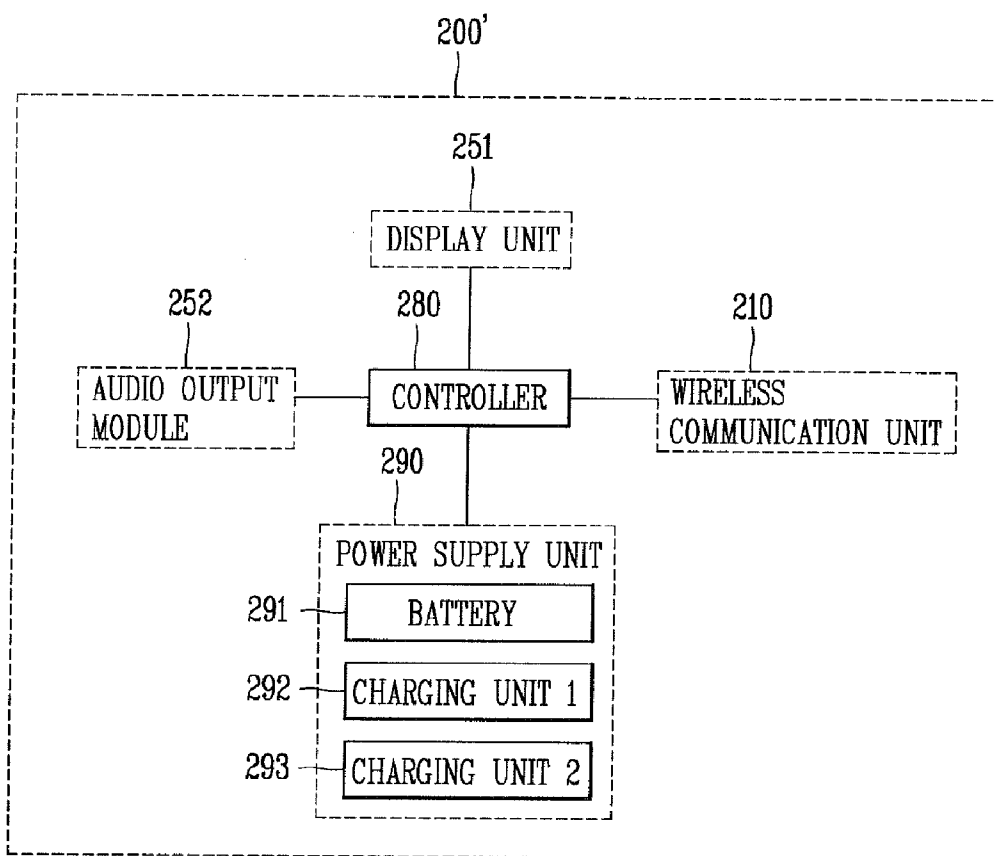 200'
251
DISPLAY UNIT
252
280
210
AUDIO OUTPUT
MODULE
CONTROLLER
WIRELESS
COMMUNICATION UNIT
290
POWER SUPPLY UNIT
291
BATTERY
292
CHARGING UNIT 1
293
CHARGING UNIT 2